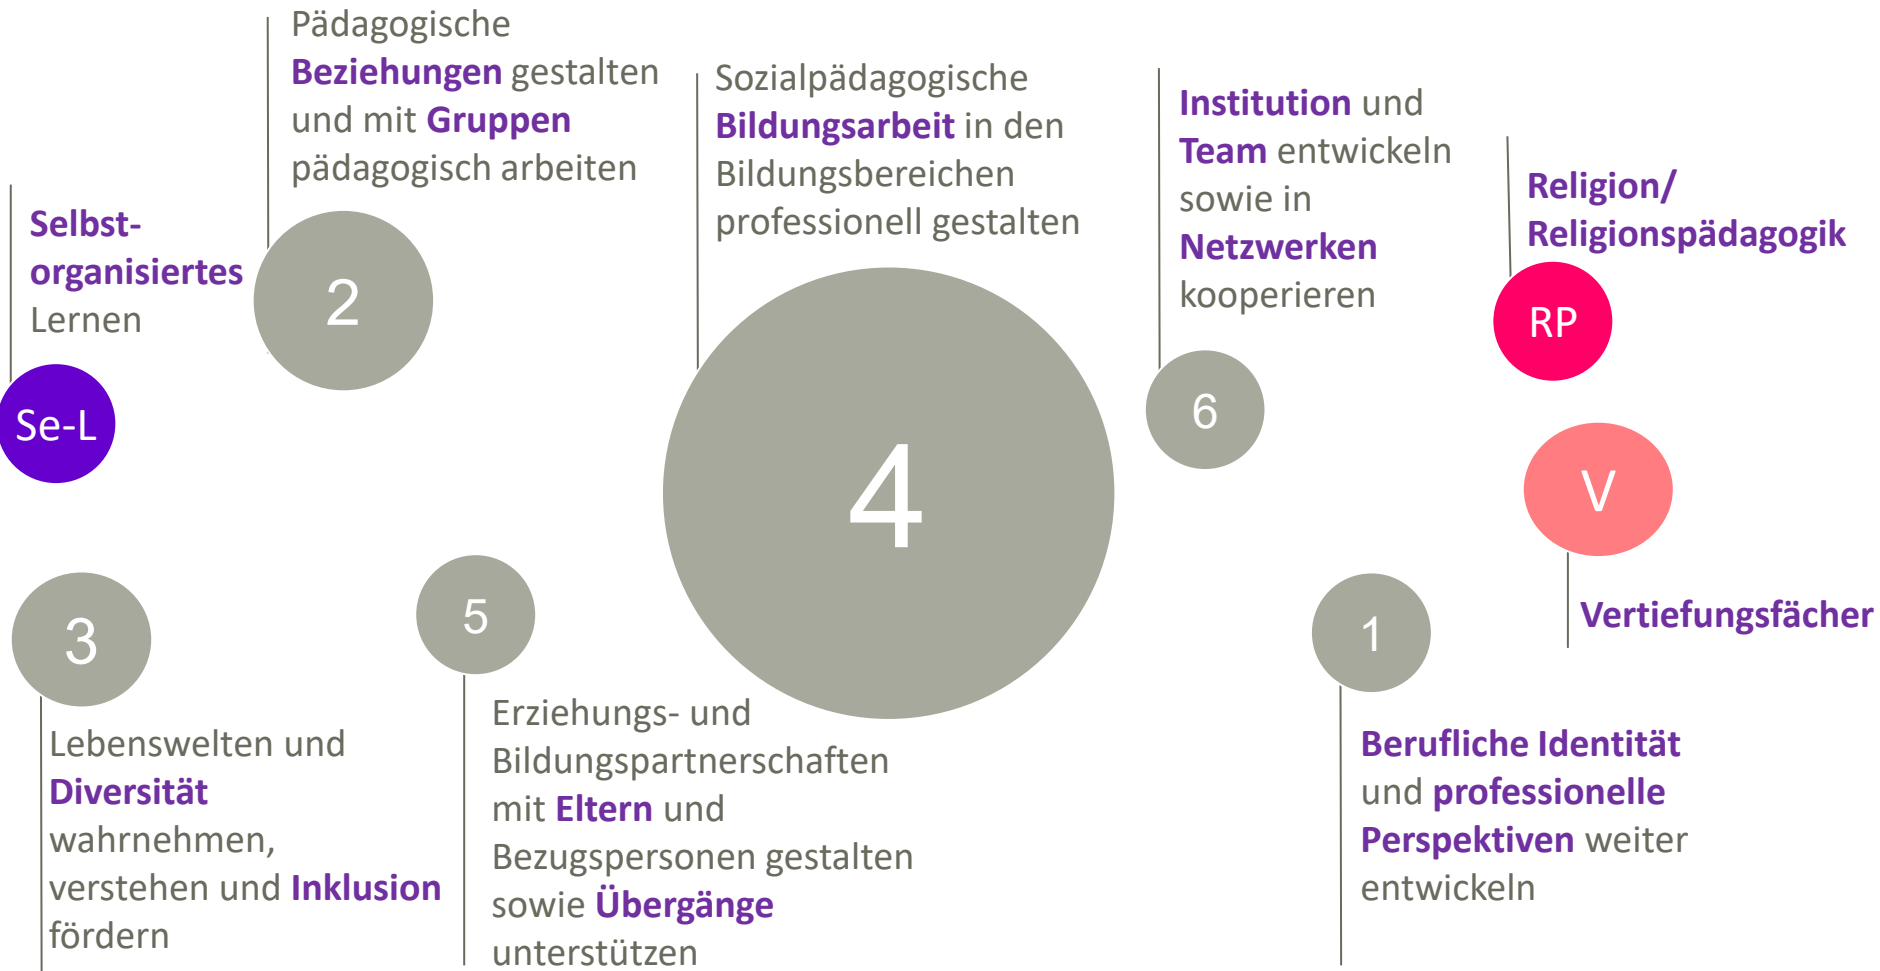 Pädagogische
Beziehungen gestalten
und mit Gruppen
pädagogisch arbeiten
2
Sozialpädagogische
Bildungsarbeit in den
Bildungsbereichen
professionell gestalten
4
Institution und
Team entwickeln
sowie in
Netzwerken
kooperieren
6
Religion/
Religionspädagogik
RP
Selbst-
organisiertes
Lernen
Se-L
V
Vertiefungsfächer
3
Lebenswelten und
Diversität
wahrnehmen,
verstehen und Inklusion
fördern
5
Erziehungs- und
Bildungspartnerschaften
mit Eltern und
Bezugspersonen gestalten
sowie Übergänge
unterstützen
1
Berufliche Identität
und professionelle
Perspektiven weiter
entwickeln